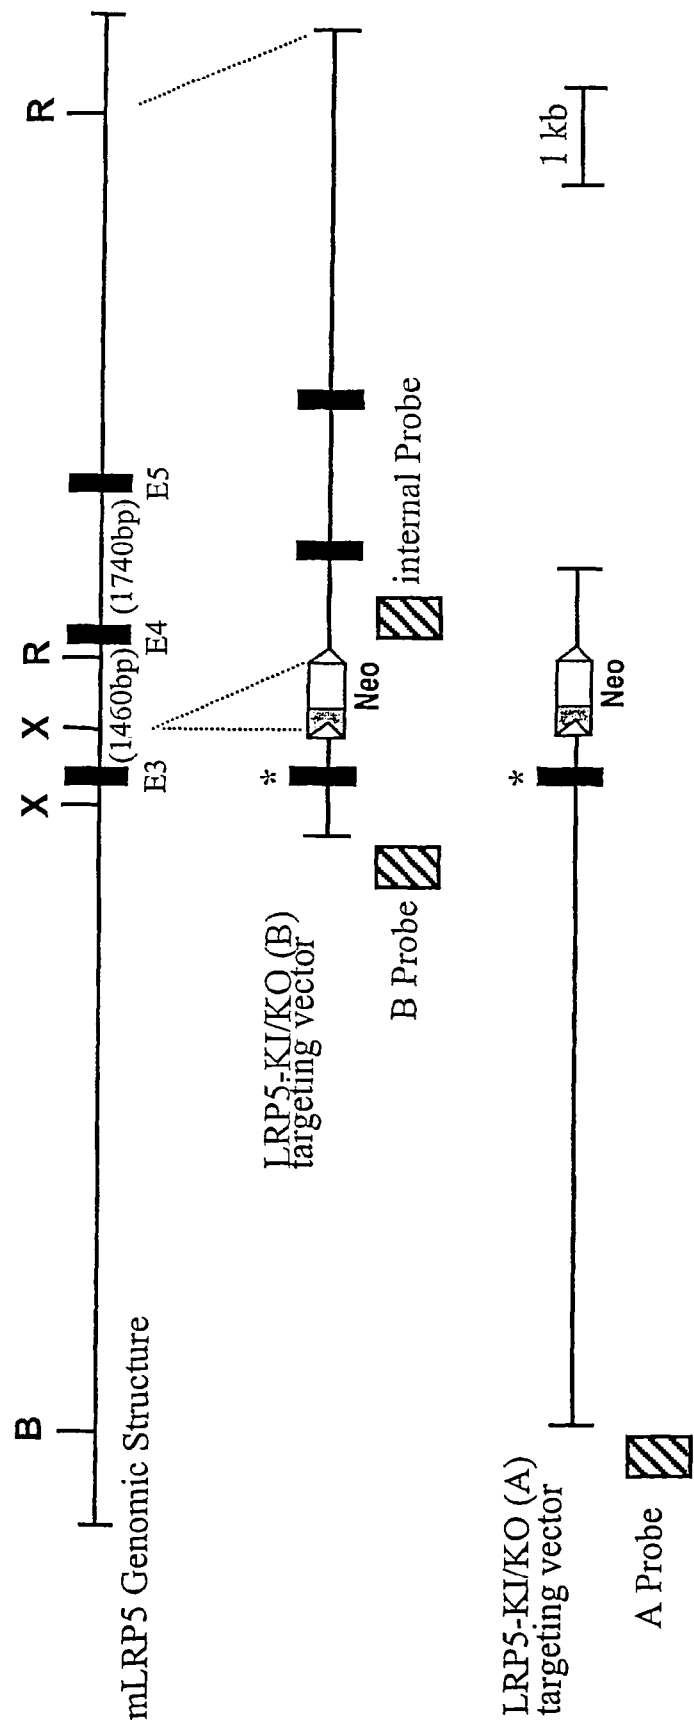 mLRP5 Genomic Structure
B
X
X
R
R
E3
(1460bp)
E4
(1740bp)
E5
LRP5-KI/KO (B)
targeting vector
*
Neo
B Probe
internal Probe
LRP5-KI/KO (A)
targeting vector
*
Neo
A Probe
1 kb